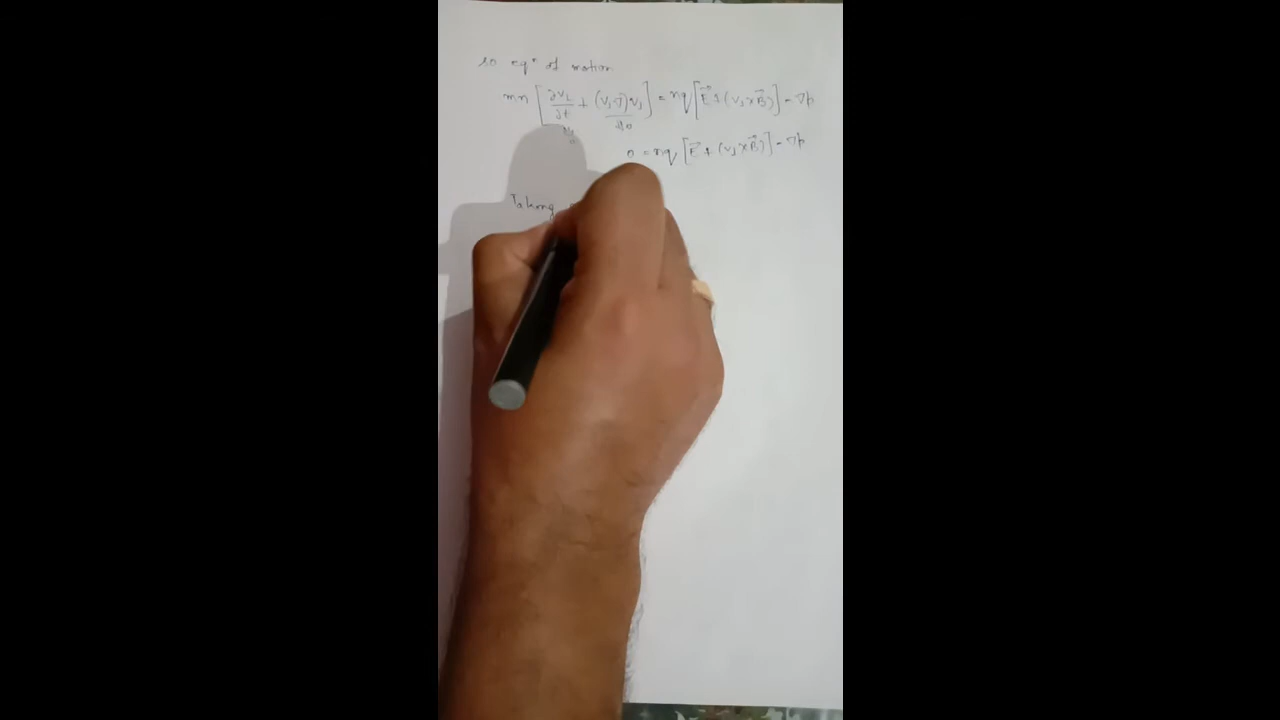 so eqⁿ of motion
mn [ ∂v⊥/∂t + (v⊥.∇)v⊥ ] = nq [ E⃗ + (v⊥ × B⃗) ] - ∇p
0 = nq [ E⃗ + (v⊥ × B⃗) ] - ∇p
Taking